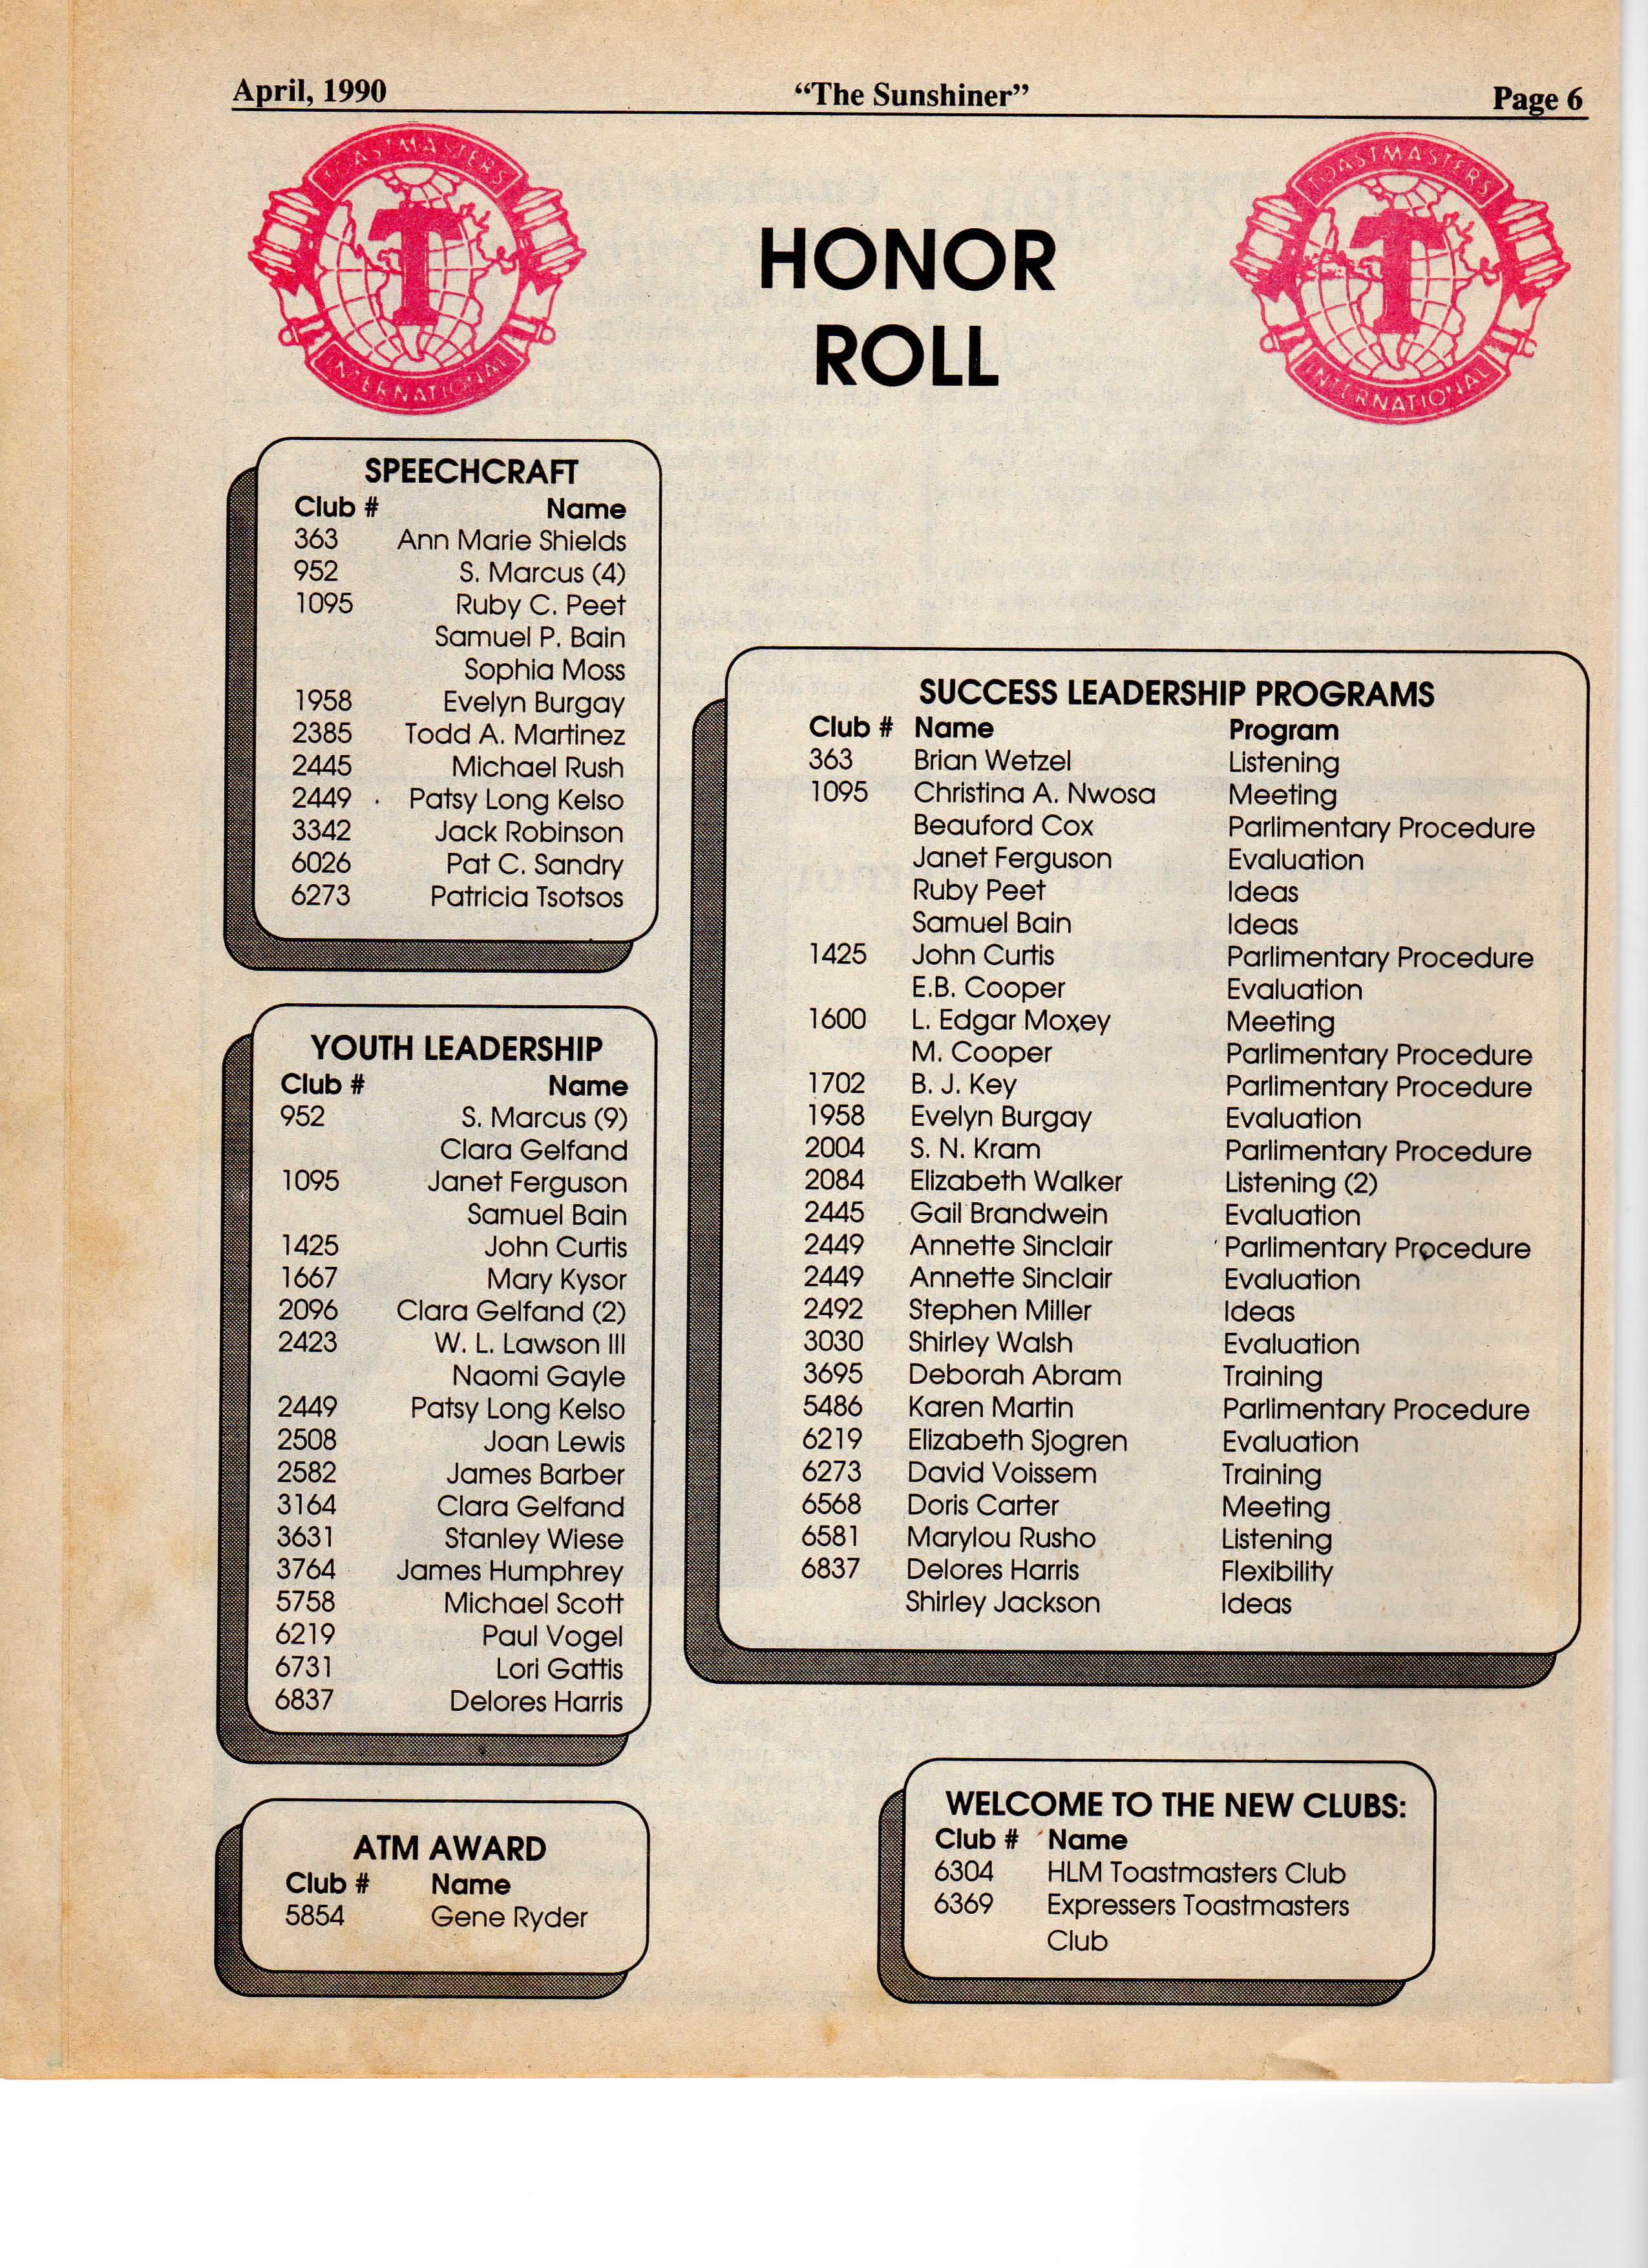 April, 1990 "The Sunshiner" Page 6
TOASTMASTERS
INTERNATIONAL
TOASTMASTERS
INTERNATIONAL
HONOR
ROLL
SPEECHCRAFT
Club # Name
363 Ann Marie Shields
952 S. Marcus (4)
1095 Ruby C. Peet
Samuel P. Bain
Sophia Moss
1958 Evelyn Burgay
2385 Todd A. Martinez
2445 Michael Rush
2449 Patsy Long Kelso
3342 Jack Robinson
6026 Pat C. Sandry
6273 Patricia Tsotsos
YOUTH LEADERSHIP
Club # Name
952 S. Marcus (9)
Clara Gelfand
1095 Janet Ferguson
Samuel Bain
1425 John Curtis
1667 Mary Kysor
2096 Clara Gelfand (2)
2423 W. L. Lawson III
Naomi Gayle
2449 Patsy Long Kelso
2508 Joan Lewis
2582 James Barber
3164 Clara Gelfand
3631 Stanley Wiese
3764 James Humphrey
5758 Michael Scott
6219 Paul Vogel
6731 Lori Gattis
6837 Delores Harris
ATM AWARD
Club # Name
5854 Gene Ryder
SUCCESS LEADERSHIP PROGRAMS
Club # Name Program
363 Brian Wetzel Listening
1095 Christina A. Nwosa Meeting
Beauford Cox Parlimentary Procedure
Janet Ferguson Evaluation
Ruby Peet Ideas
Samuel Bain Ideas
1425 John Curtis Parlimentary Procedure
E.B. Cooper Evaluation
1600 L. Edgar Moxey Meeting
M. Cooper Parlimentary Procedure
1702 B. J. Key Parlimentary Procedure
1958 Evelyn Burgay Evaluation
2004 S. N. Kram Parlimentary Procedure
2084 Elizabeth Walker Listening (2)
2445 Gail Brandwein Evaluation
2449 Annette Sinclair Parlimentary Procedure
2449 Annette Sinclair Evaluation
2492 Stephen Miller Ideas
3030 Shirley Walsh Evaluation
3695 Deborah Abram Training
5486 Karen Martin Parlimentary Procedure
6219 Elizabeth Sjogren Evaluation
6273 David Voissem Training
6568 Doris Carter Meeting
6581 Marylou Rusho Listening
6837 Delores Harris Flexibility
Shirley Jackson Ideas
WELCOME TO THE NEW CLUBS:
Club # Name
6304 HLM Toastmasters Club
6369 Expressers Toastmasters
Club